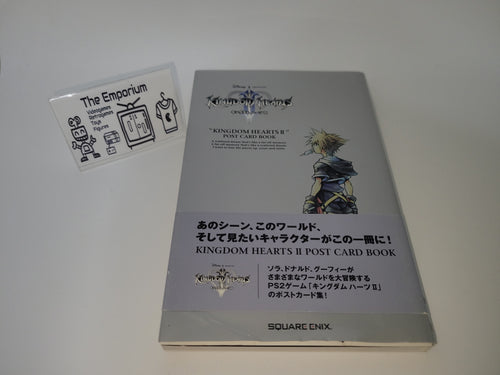 The Emporium
Videogames
Retrogames
Toys
Figures
Disney
KINGDOM HEARTS
II
"KINGDOM HEARTS II"
POST CARD BOOK
あのシーン、このワールド、
そして見たいキャラクターがこの一冊に!
KINGDOM HEARTS II POST CARD BOOK
KINGDOM HEARTS
II
ソラ、ドナルド、グーフィーが
さまざまなワールドを大冒険する
PS2ゲーム「キングダム ハーツII」
のポストカード集!
SQUARE ENIX.